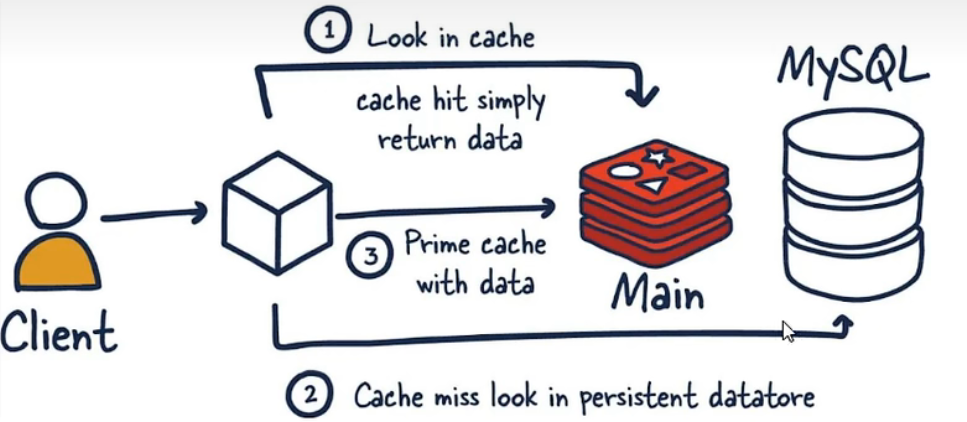 1 Look in cache
cache hit simply
return data
MySQL
3 Prime cache
with data
Main
Client
2 Cache miss look in persistent datatore